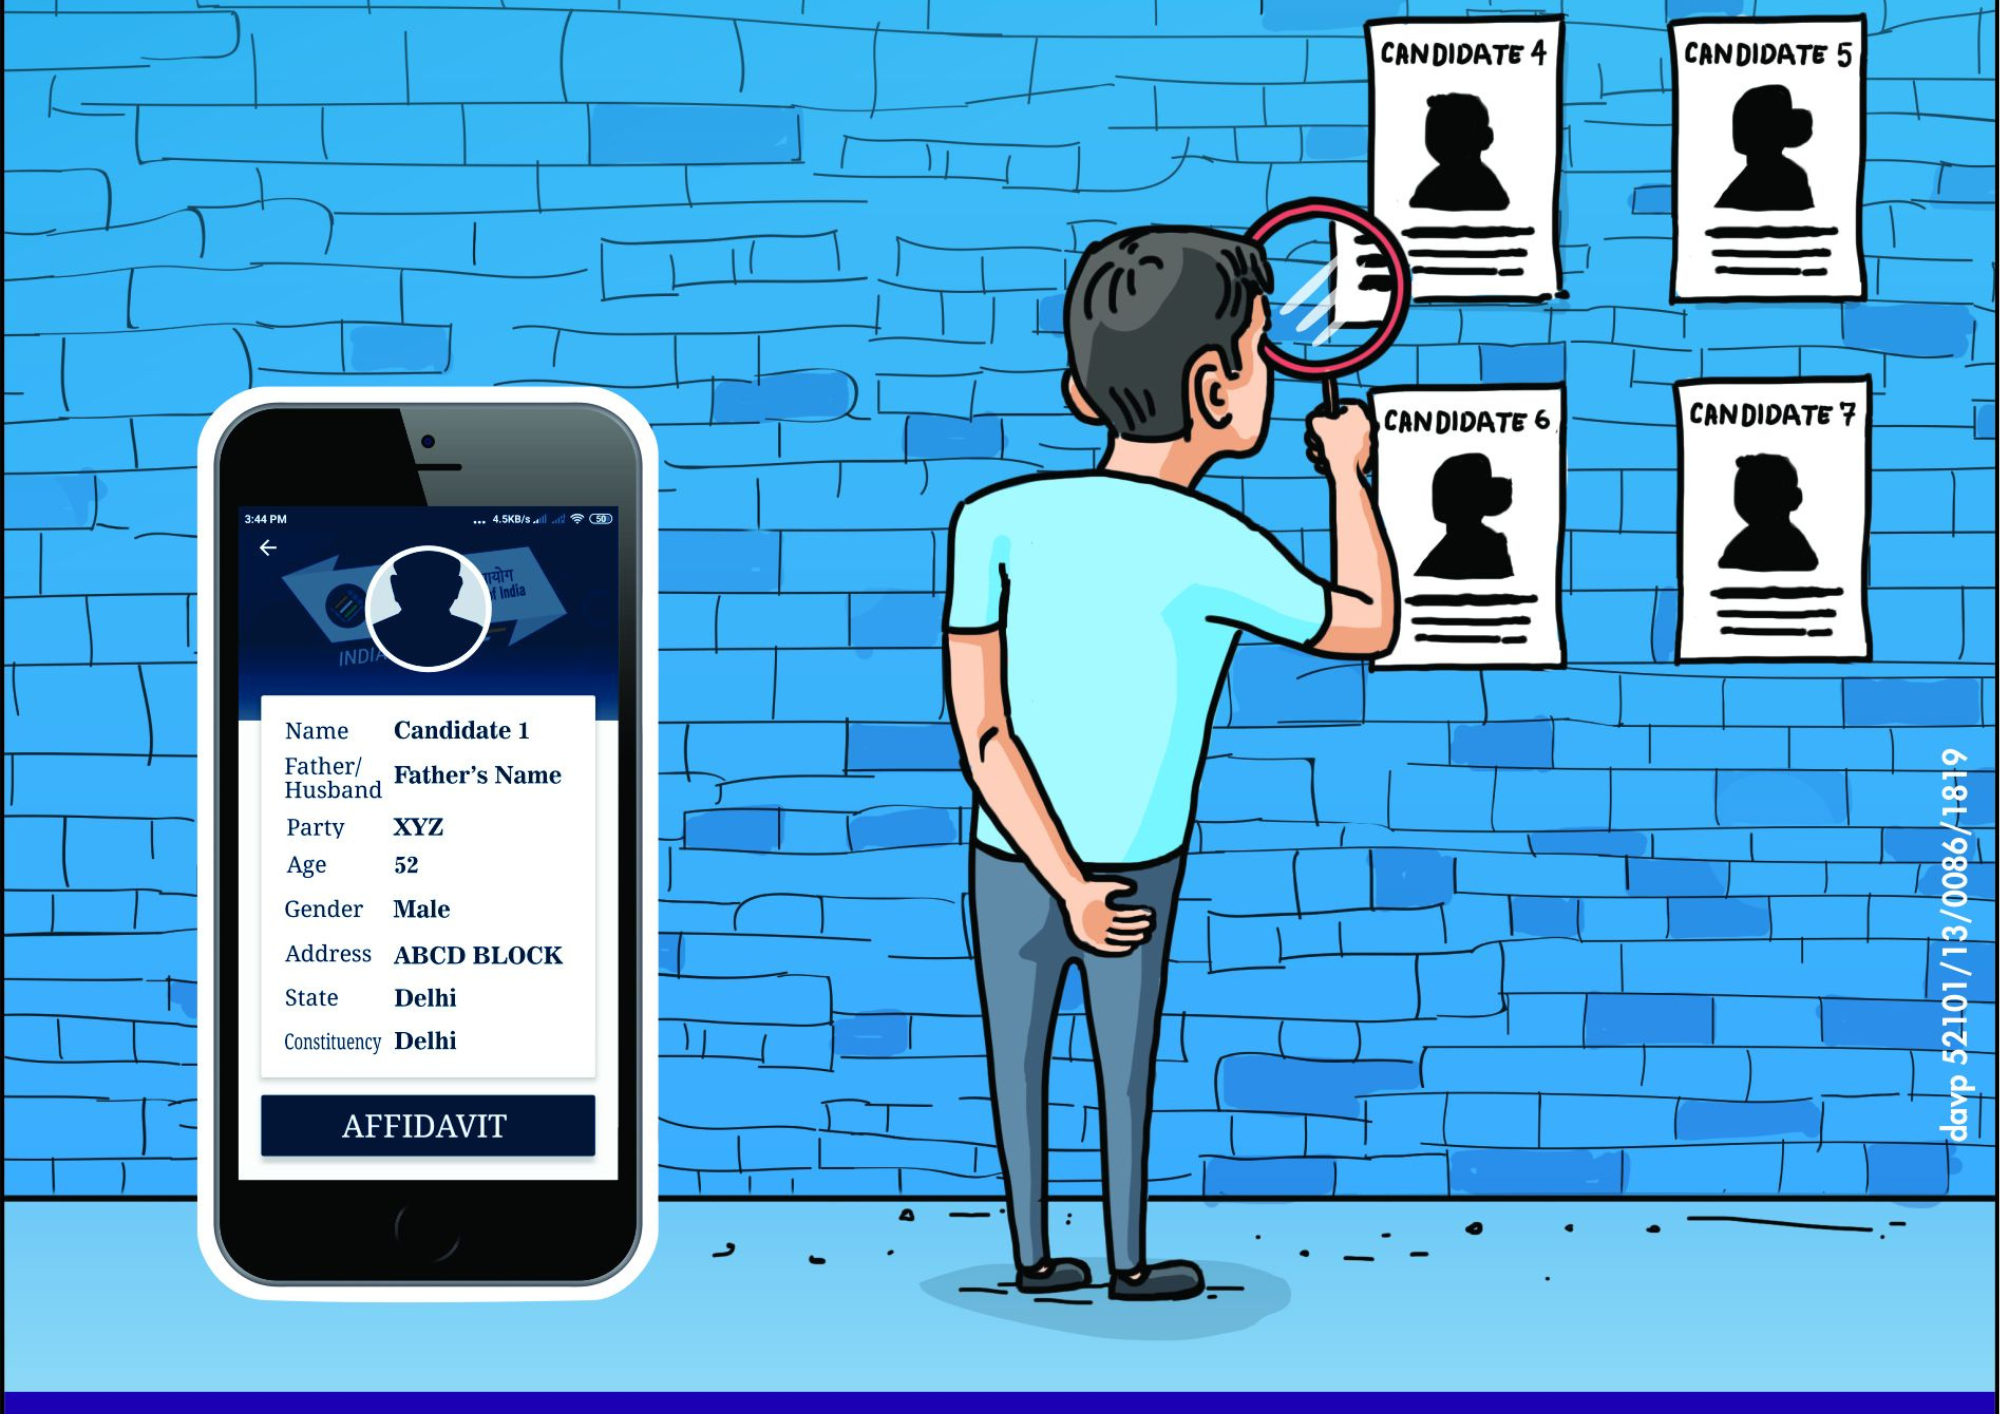 CANDIDATE 4
CANDIDATE 5
CANDIDATE 6
CANDIDATE 7
3:44 PM
... 4.5KB/s
50
of India
INDIA
Name Candidate 1
Father/
Husband Father's Name
Party XYZ
Age 52
Gender Male
Address ABCD BLOCK
State Delhi
Constituency Delhi
AFFIDAVIT
davp 52101/13/0086/1819